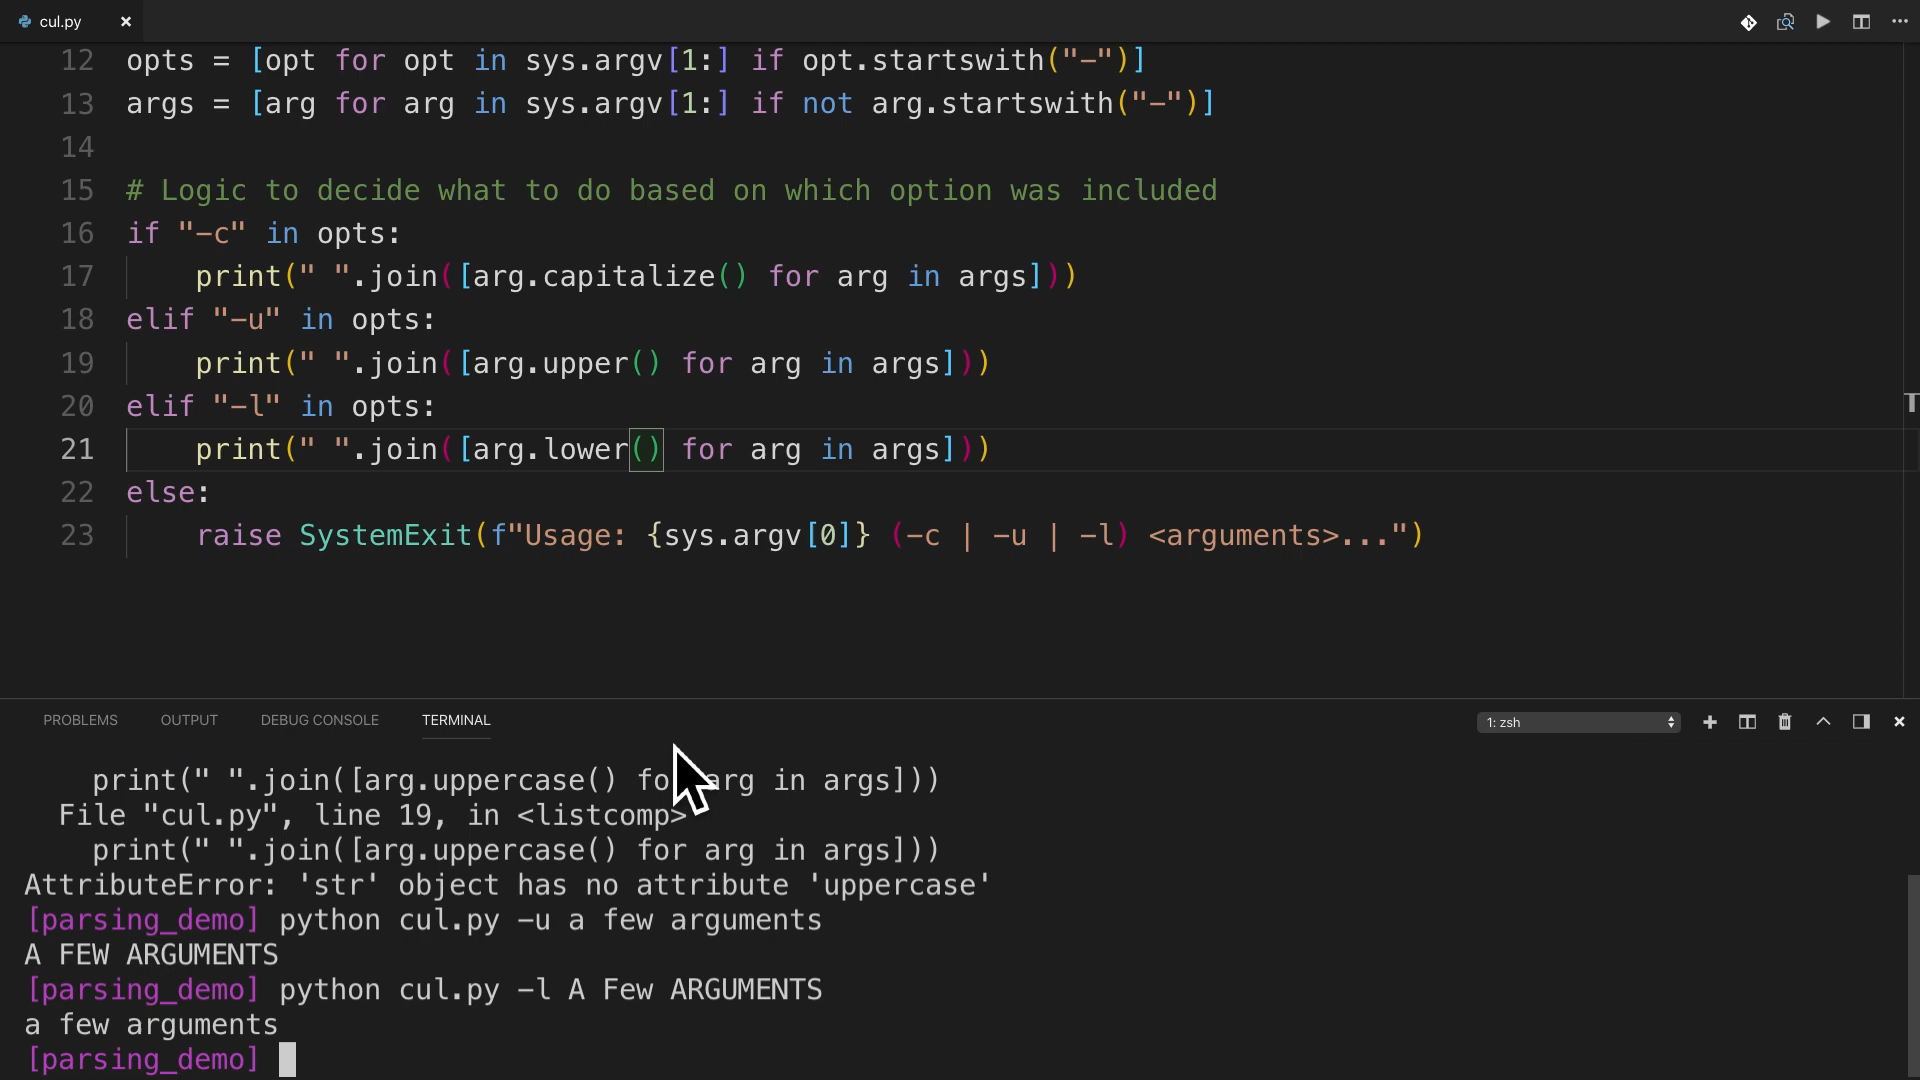 cul.py
12 opts = [opt for opt in sys.argv[1:] if opt.startswith("-")]
13 args = [arg for arg in sys.argv[1:] if not arg.startswith("-")]
14
15 # Logic to decide what to do based on which option was included
16 if "-c" in opts:
17     print(" ".join([arg.capitalize() for arg in args]))
18 elif "-u" in opts:
19     print(" ".join([arg.upper() for arg in args]))
20 elif "-l" in opts:
21     print(" ".join([arg.lower() for arg in args]))
22 else:
23     raise SystemExit(f"Usage: {sys.argv[0]} (-c | -u | -l) <arguments>...")
PROBLEMS OUTPUT DEBUG CONSOLE TERMINAL 1: zsh
    print(" ".join([arg.uppercase() for arg in args]))
  File "cul.py", line 19, in <listcomp>
    print(" ".join([arg.uppercase() for arg in args]))
AttributeError: 'str' object has no attribute 'uppercase'
[parsing_demo] python cul.py -u a few arguments
A FEW ARGUMENTS
[parsing_demo] python cul.py -l A Few ARGUMENTS
a few arguments
[parsing_demo]